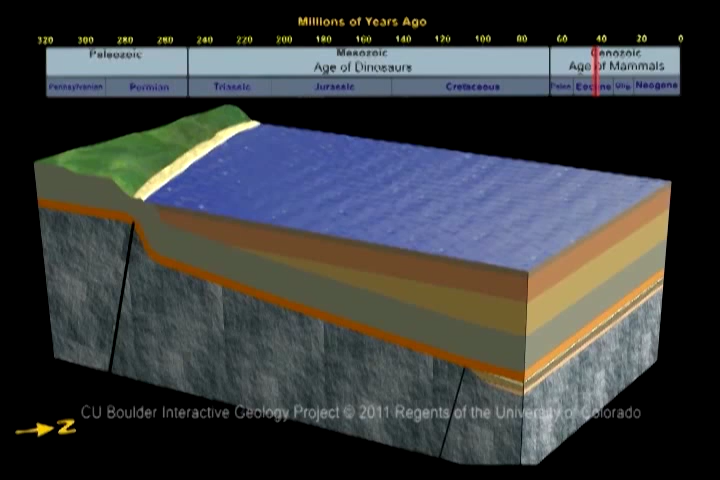 Millions of Years Ago
320 300 280 260 240 220 200 180 160 140 120 100 80 60 40 20 0
Paleozoic Mesozoic Cenozoic
Age of Dinosaurs Age of Mammals
Pennsylvanian Permian Triassic Jurassic Cretaceous Paleo. Eocene Olig. Neogene
CU Boulder Interactive Geology Project © 2011 Regents of the University of Colorado
Z